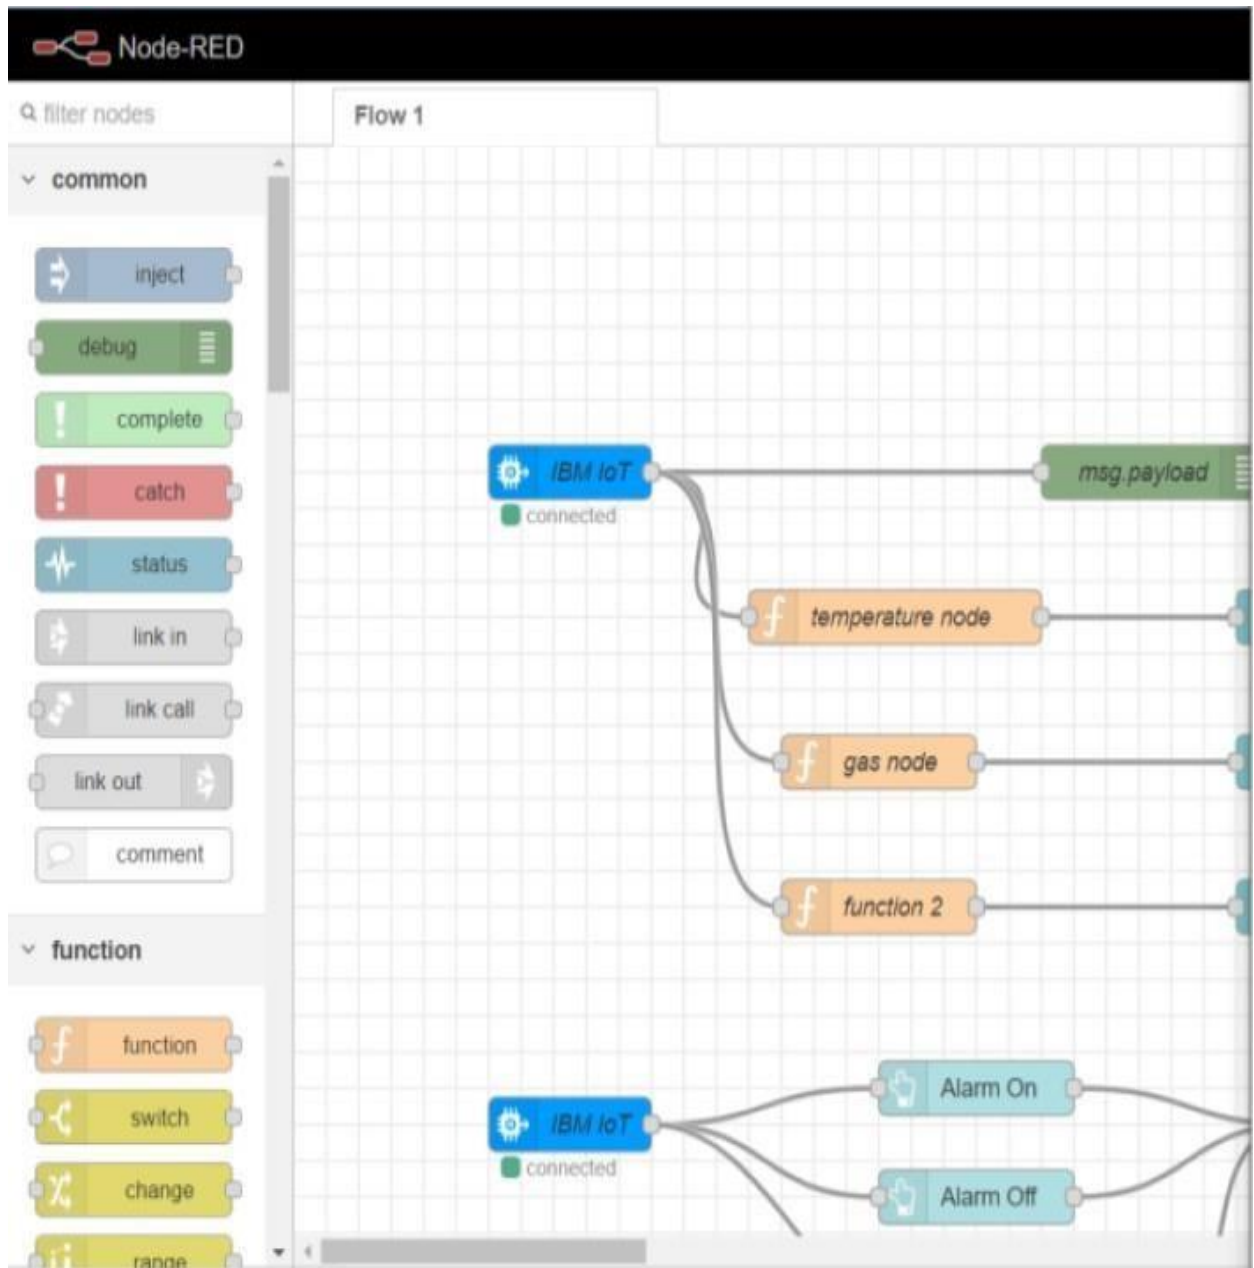 Node-RED
filter nodes
Flow 1
common
inject
debug
complete
catch
status
link in
link call
link out
comment
function
function
switch
change
range
IBM IoT
connected
msg.payload
temperature node
gas node
function 2
IBM IoT
connected
Alarm On
Alarm Off